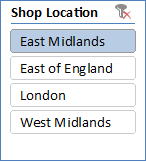 Shop Location
East Midlands
East of England
London
West Midlands